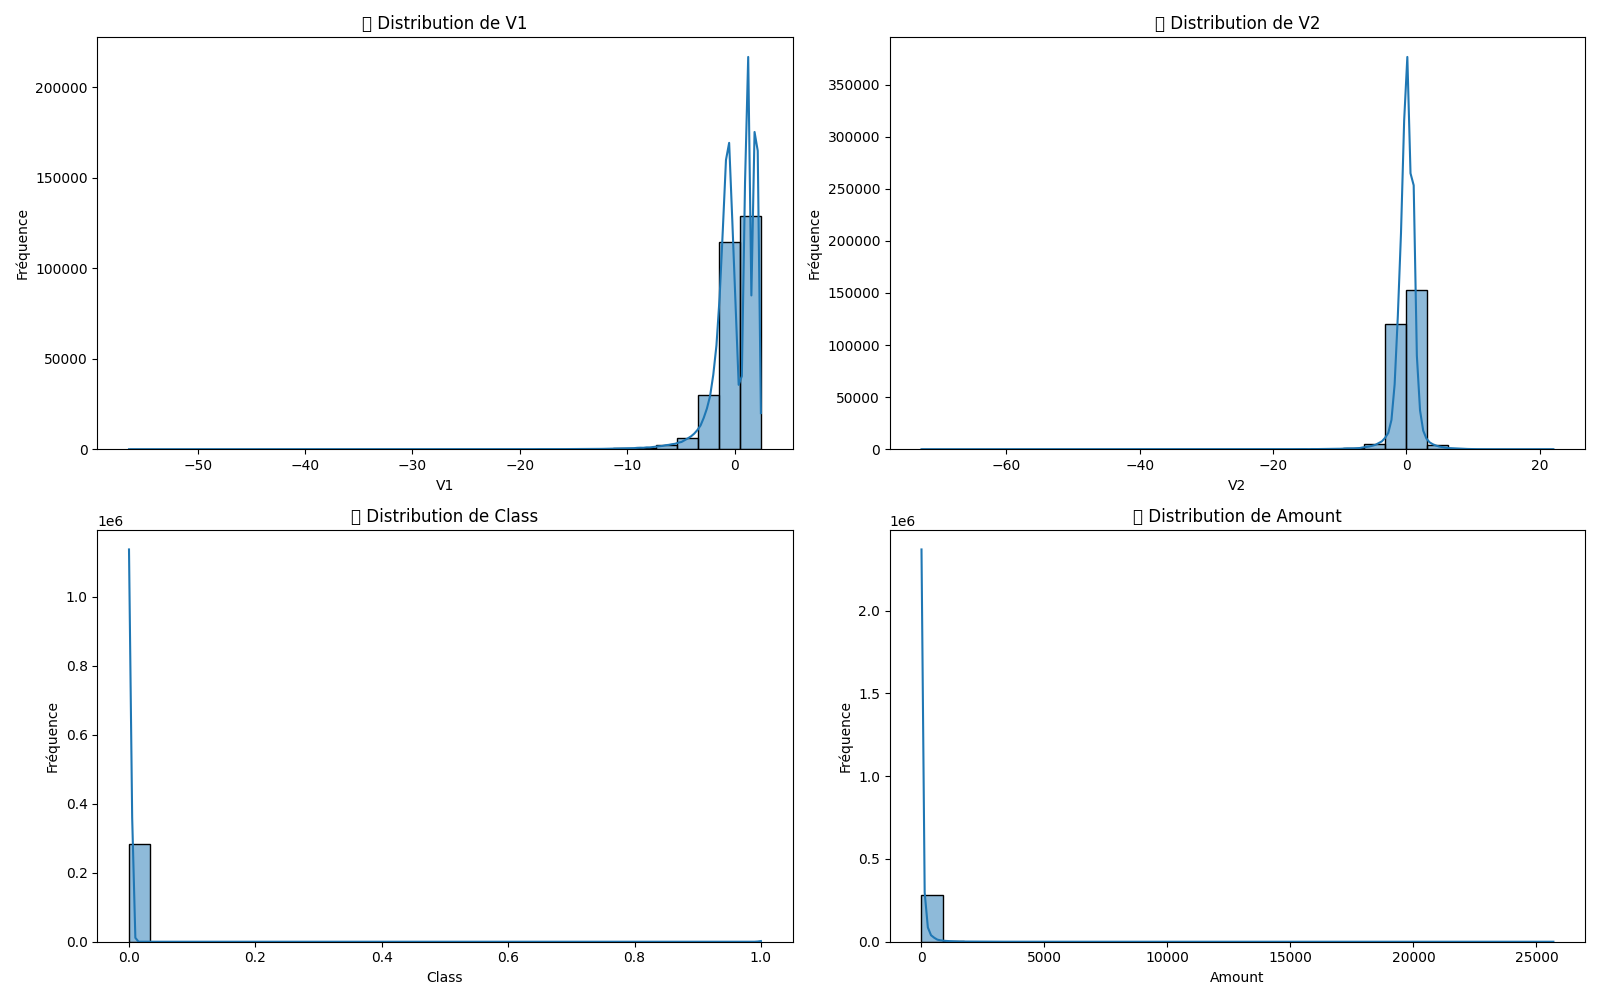 ▯ Distribution de V1
200000
150000
100000
50000
0
Fréquence
−50 −40 −30 −20 −10 0
V1
▯ Distribution de V2
350000
300000
250000
200000
150000
100000
50000
0
Fréquence
−60 −40 −20 0 20
V2
▯ Distribution de Class
1e6
1.0
0.8
0.6
0.4
0.2
0.0
Fréquence
0.0 0.2 0.4 0.6 0.8 1.0
Class
▯ Distribution de Amount
1e6
2.0
1.5
1.0
0.5
0.0
Fréquence
0 5000 10000 15000 20000 25000
Amount